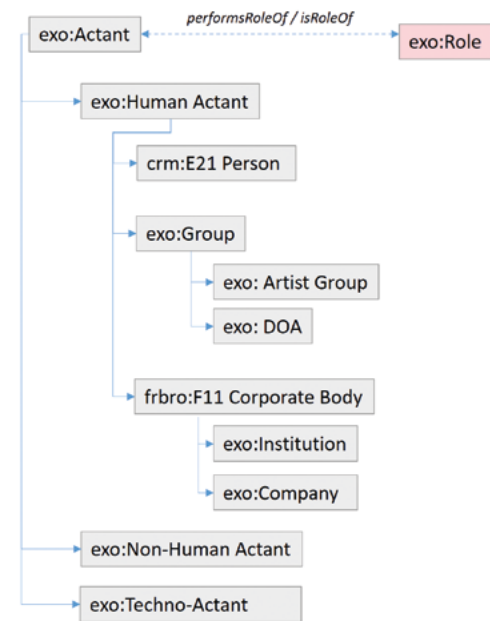 performsRoleOf / isRoleOf
exo:Actant
exo:Role
exo:Human Actant
crm:E21 Person
exo:Group
exo: Artist Group
exo: DOA
frbro:F11 Corporate Body
exo:Institution
exo:Company
exo:Non-Human Actant
exo:Techno-Actant